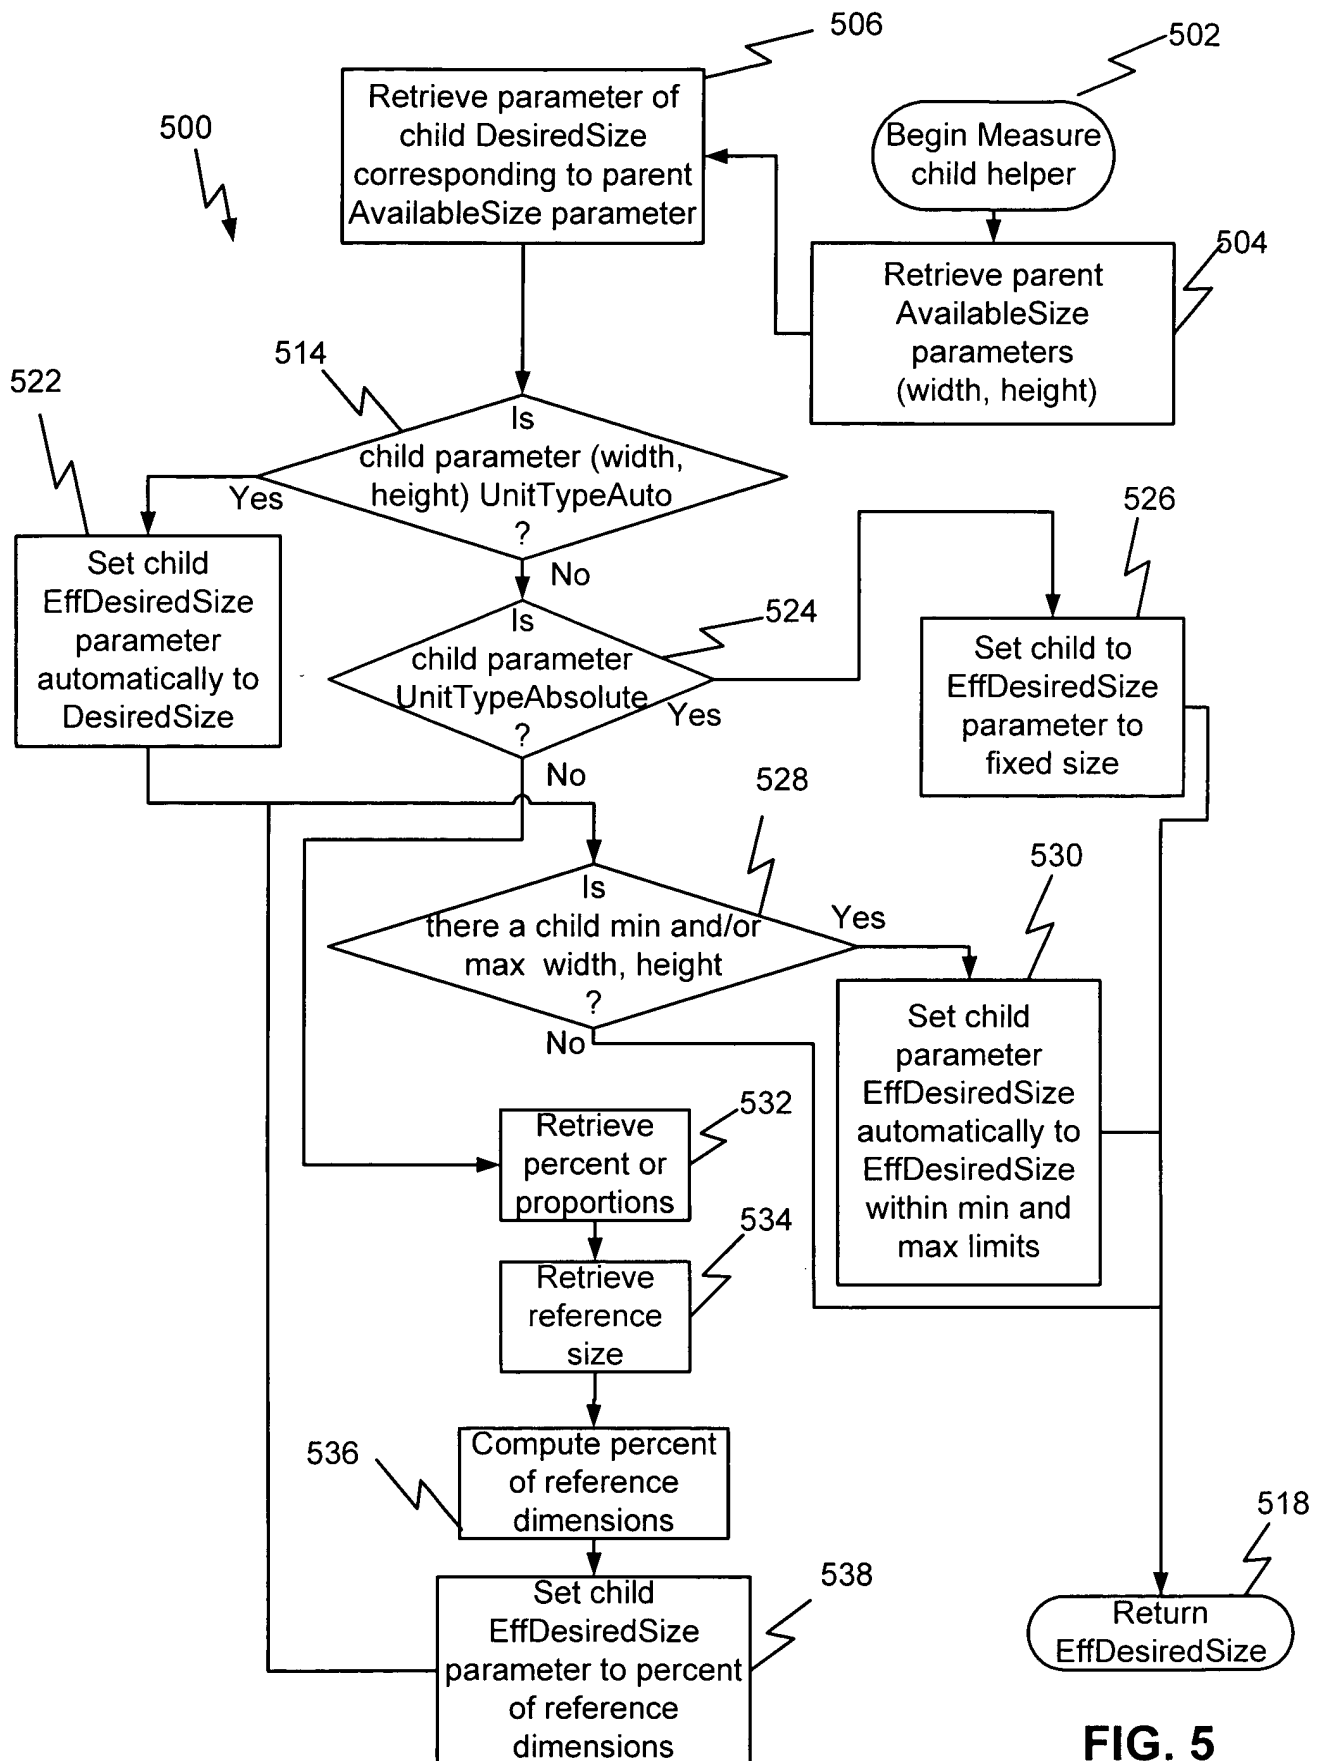 506
502
500
Retrieve parameter of
child DesiredSize
corresponding to parent
AvailableSize parameter
Begin Measure
child helper
504
Retrieve parent
AvailableSize
parameters
(width, height)
514
522
Is
child parameter (width,
height) UnitTypeAuto
?
Yes
No
526
Set child
EffDesiredSize
parameter
automatically to
DesiredSize
524
Is
child parameter
UnitTypeAbsolute
?
Yes
No
Set child to
EffDesiredSize
parameter to
fixed size
528
530
Is
there a child min and/or
max width, height
?
Yes
No
Set child
parameter
EffDesiredSize
automatically to
EffDesiredSize
within min and
max limits
532
Retrieve
percent or
proportions
534
Retrieve
reference
size
536
Compute percent
of reference
dimensions
518
538
Set child
EffDesiredSize
parameter to percent
of reference
dimensions
Return
EffDesiredSize
FIG. 5